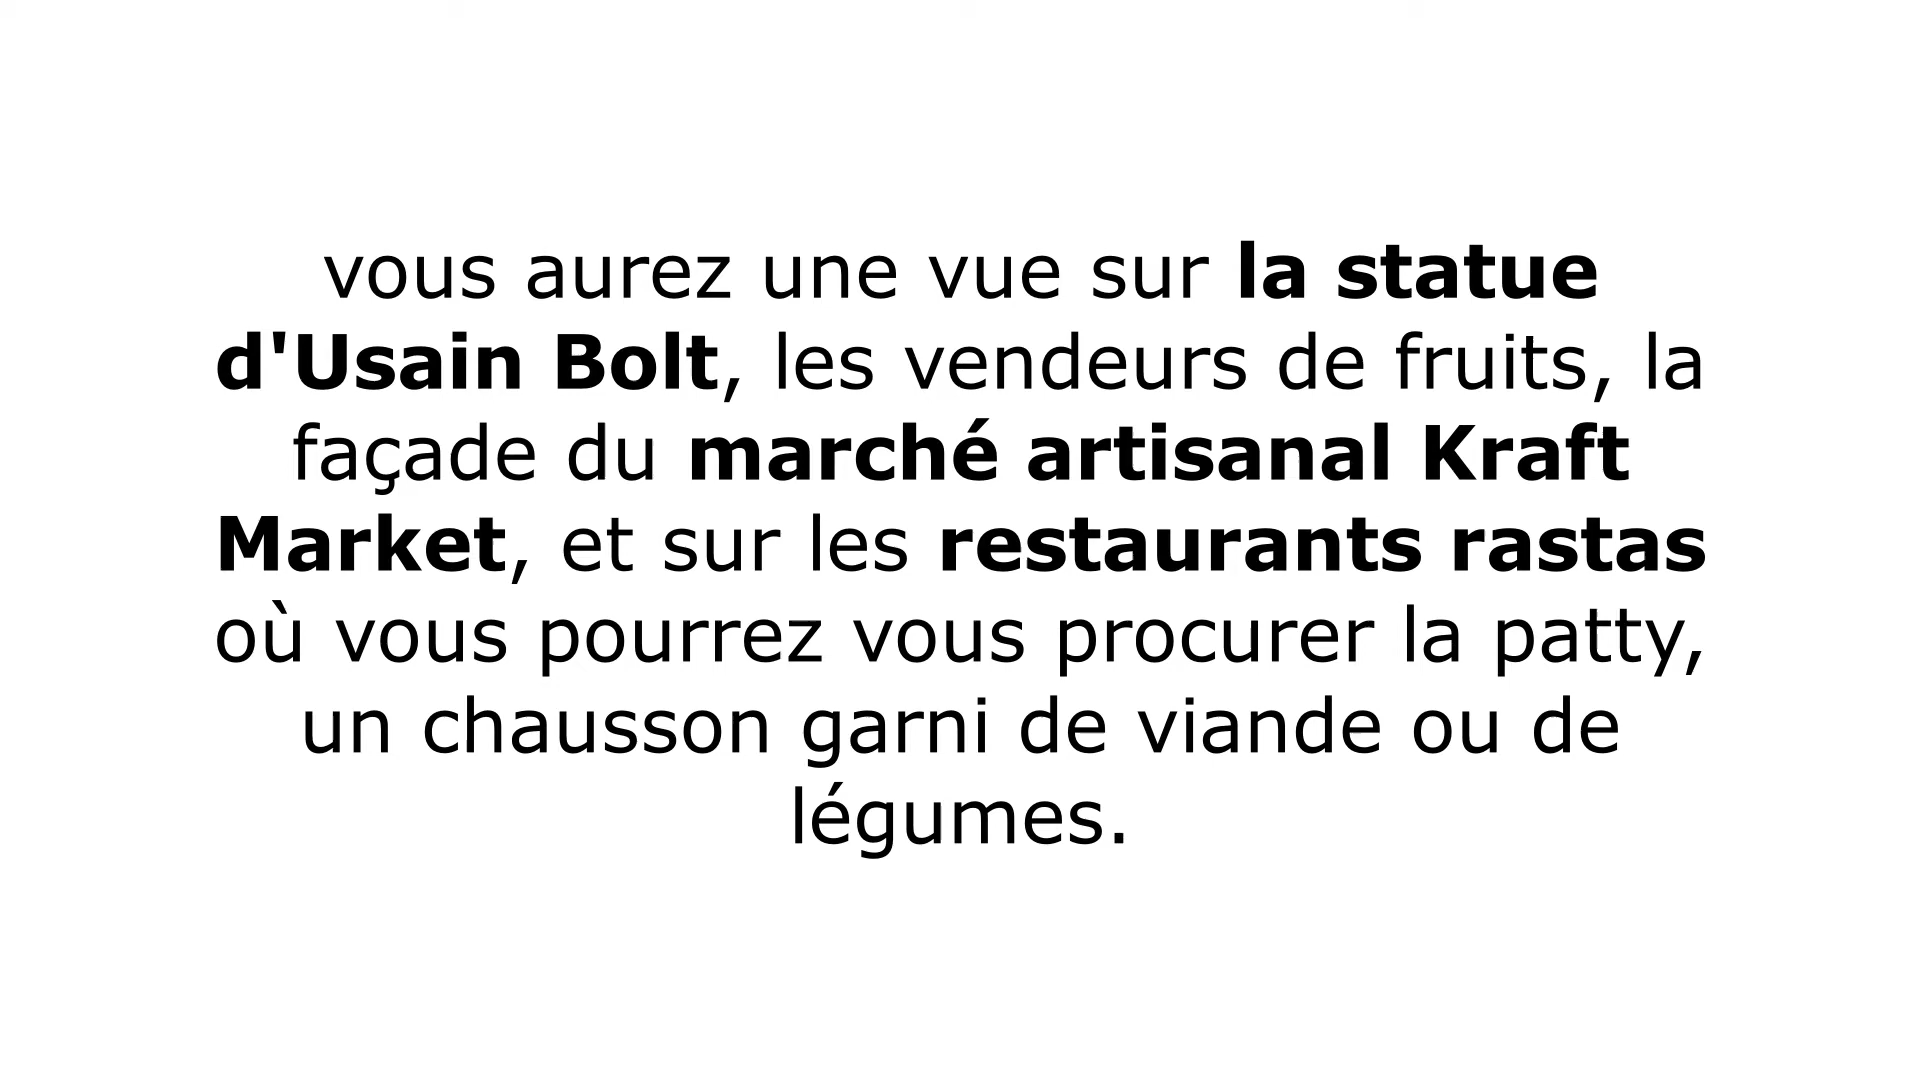 vous aurez une vue sur la statue
d'Usain Bolt, les vendeurs de fruits, la
façade du marché artisanal Kraft
Market, et sur les restaurants rastas
où vous pourrez vous procurer la patty,
un chausson garni de viande ou de
légumes.